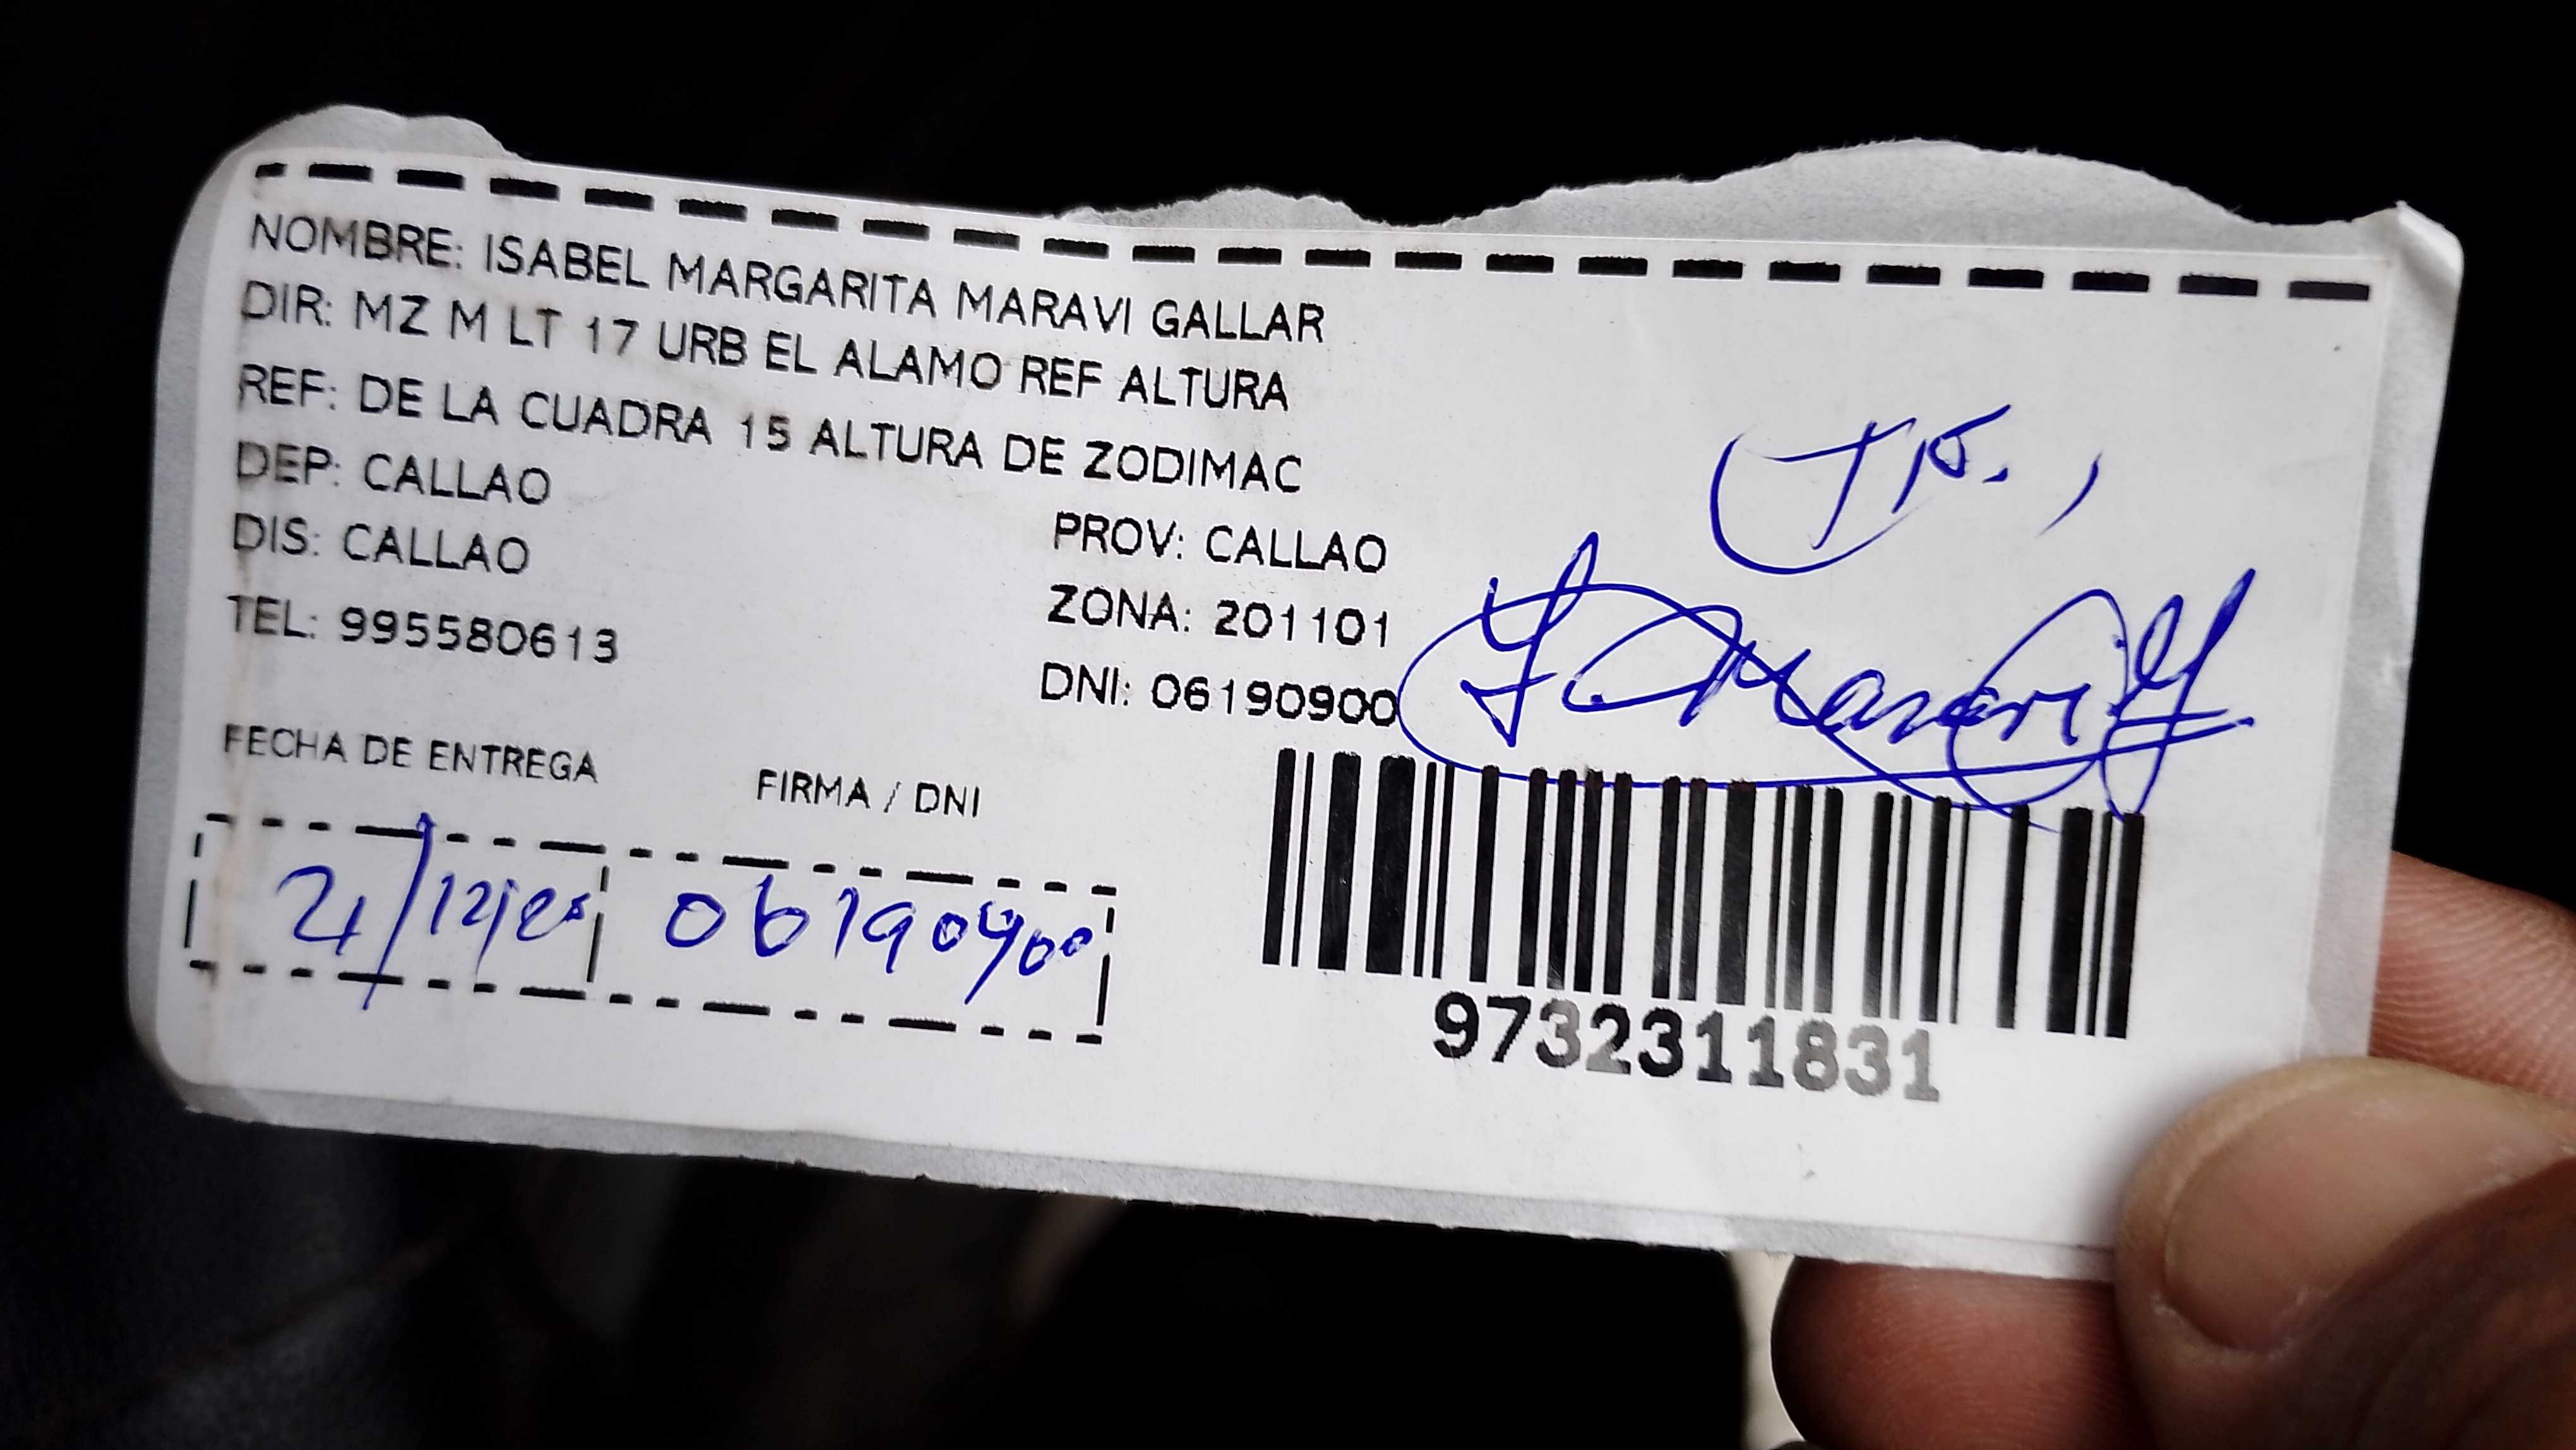 NOMBRE: ISABEL MARGARITA MARAVI GALLAR
DIR: MZ M LT 17 URB EL ALAMO REF ALTURA
REF: DE LA CUADRA 15 ALTURA DE ZODIMAC
DEP: CALLAO
PROV: CALLAO
DIS: CALLAO
ZONA: 201101
TEL: 995580613
DNI: 06190900
FECHA DE ENTREGA
FIRMA / DNI
06190900
I. Maravi
9732311831